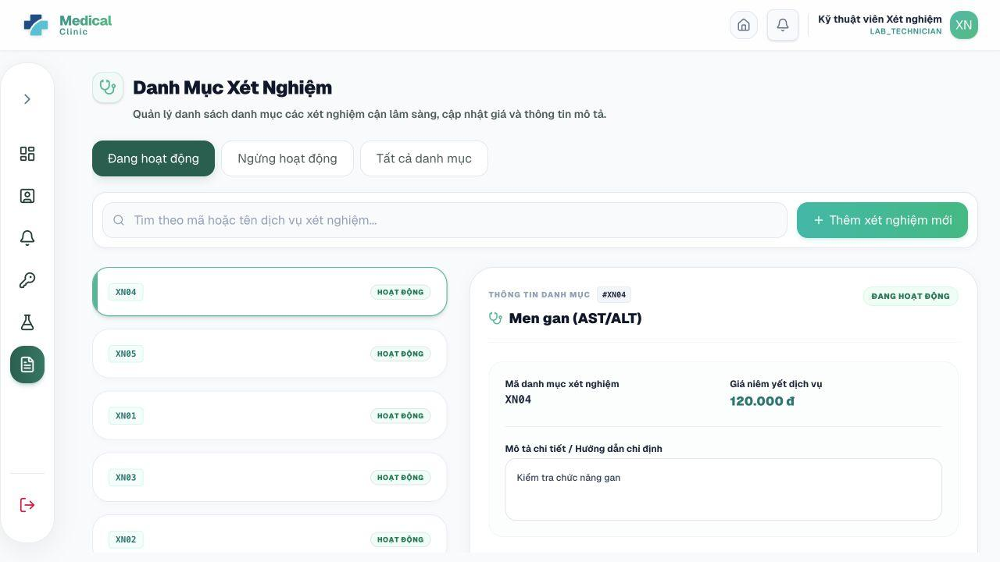 Medical
Clinic
Kỹ thuật viên Xét nghiệm
LAB_TECHNICIAN
XN
Danh Mục Xét Nghiệm
Quản lý danh sách danh mục các xét nghiệm cận lâm sàng, cập nhật giá và thông tin mô tả.
Đang hoạt động
Ngừng hoạt động
Tất cả danh mục
Tìm theo mã hoặc tên dịch vụ xét nghiệm...
Thêm xét nghiệm mới
XN04
HOẠT ĐỘNG
XN05
HOẠT ĐỘNG
XN01
HOẠT ĐỘNG
XN03
HOẠT ĐỘNG
XN02
HOẠT ĐỘNG
THÔNG TIN DANH MỤC
#XN04
ĐANG HOẠT ĐỘNG
Men gan (AST/ALT)
Mã danh mục xét nghiệm
XN04
Giá niêm yết dịch vụ
120.000 đ
Mô tả chi tiết / Hướng dẫn chỉ định
Kiểm tra chức năng gan